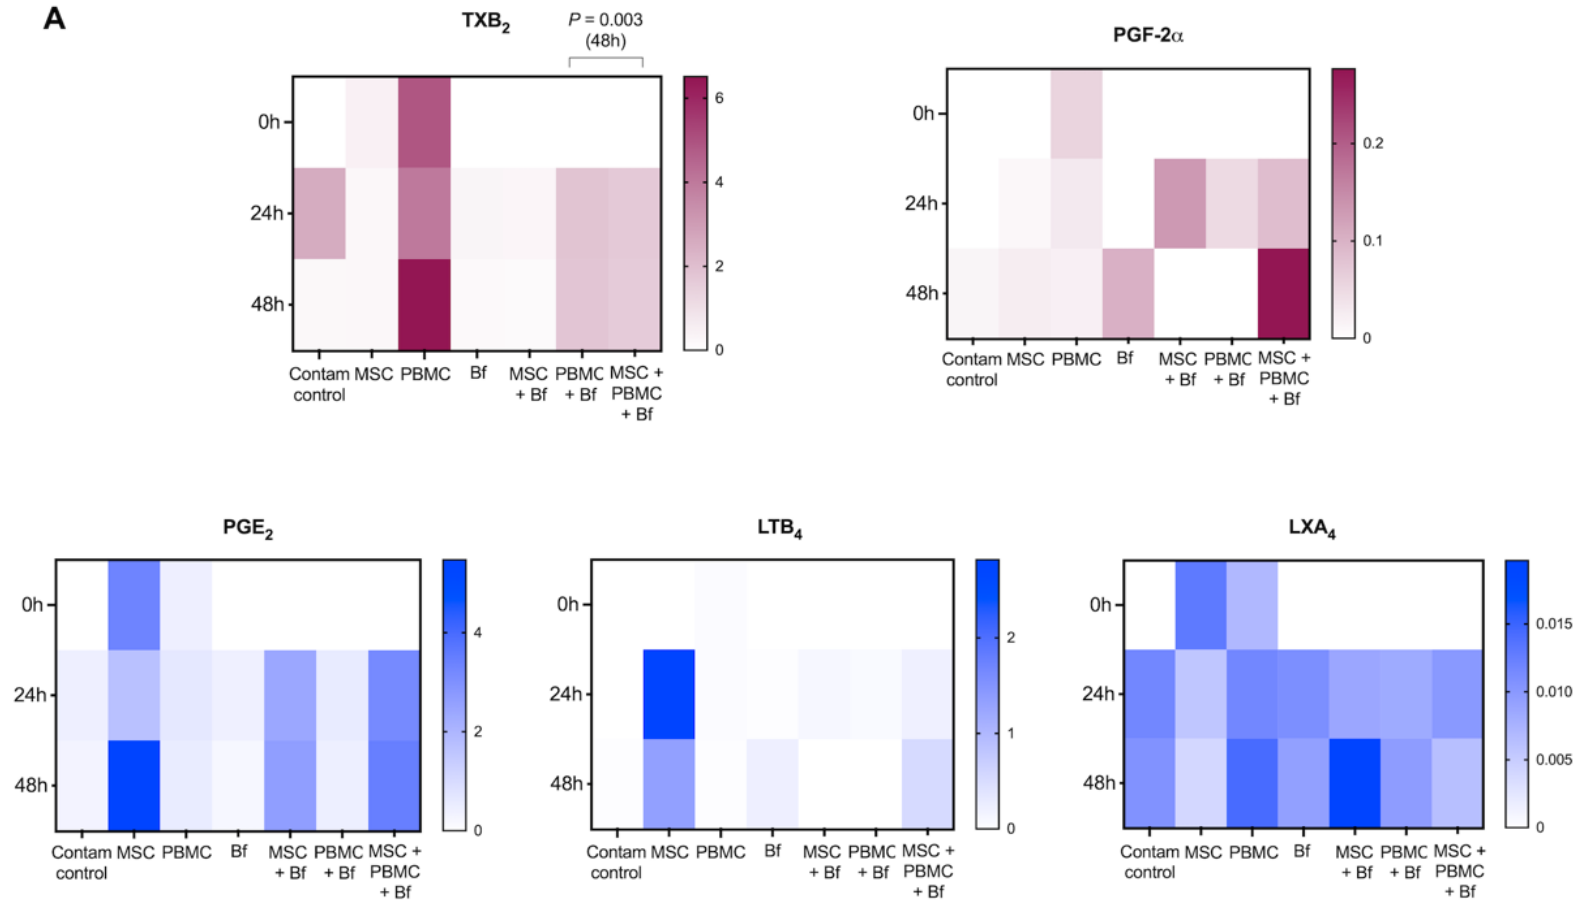 A
TXB2
P = 0.003
(48h)
PGF-2α
0h
24h
48h
6
4
2
0
Contam control
MSC
PBMC
Bf
MSC + Bf
PBMC + Bf
MSC + PBMC + Bf
0h
24h
48h
0.2
0.1
0
Contam control
MSC
PBMC
Bf
MSC + Bf
PBMC + Bf
MSC + PBMC + Bf
PGE2
LTB4
LXA4
0h
24h
48h
4
2
0
Contam control
MSC
PBMC
Bf
MSC + Bf
PBMC + Bf
MSC + PBMC + Bf
0h
24h
48h
2
1
0
Contam control
MSC
PBMC
Bf
MSC + Bf
PBMC + Bf
MSC + PBMC + Bf
0h
24h
48h
0.015
0.010
0.005
0
Contam control
MSC
PBMC
Bf
MSC + Bf
PBMC + Bf
MSC + PBMC + Bf